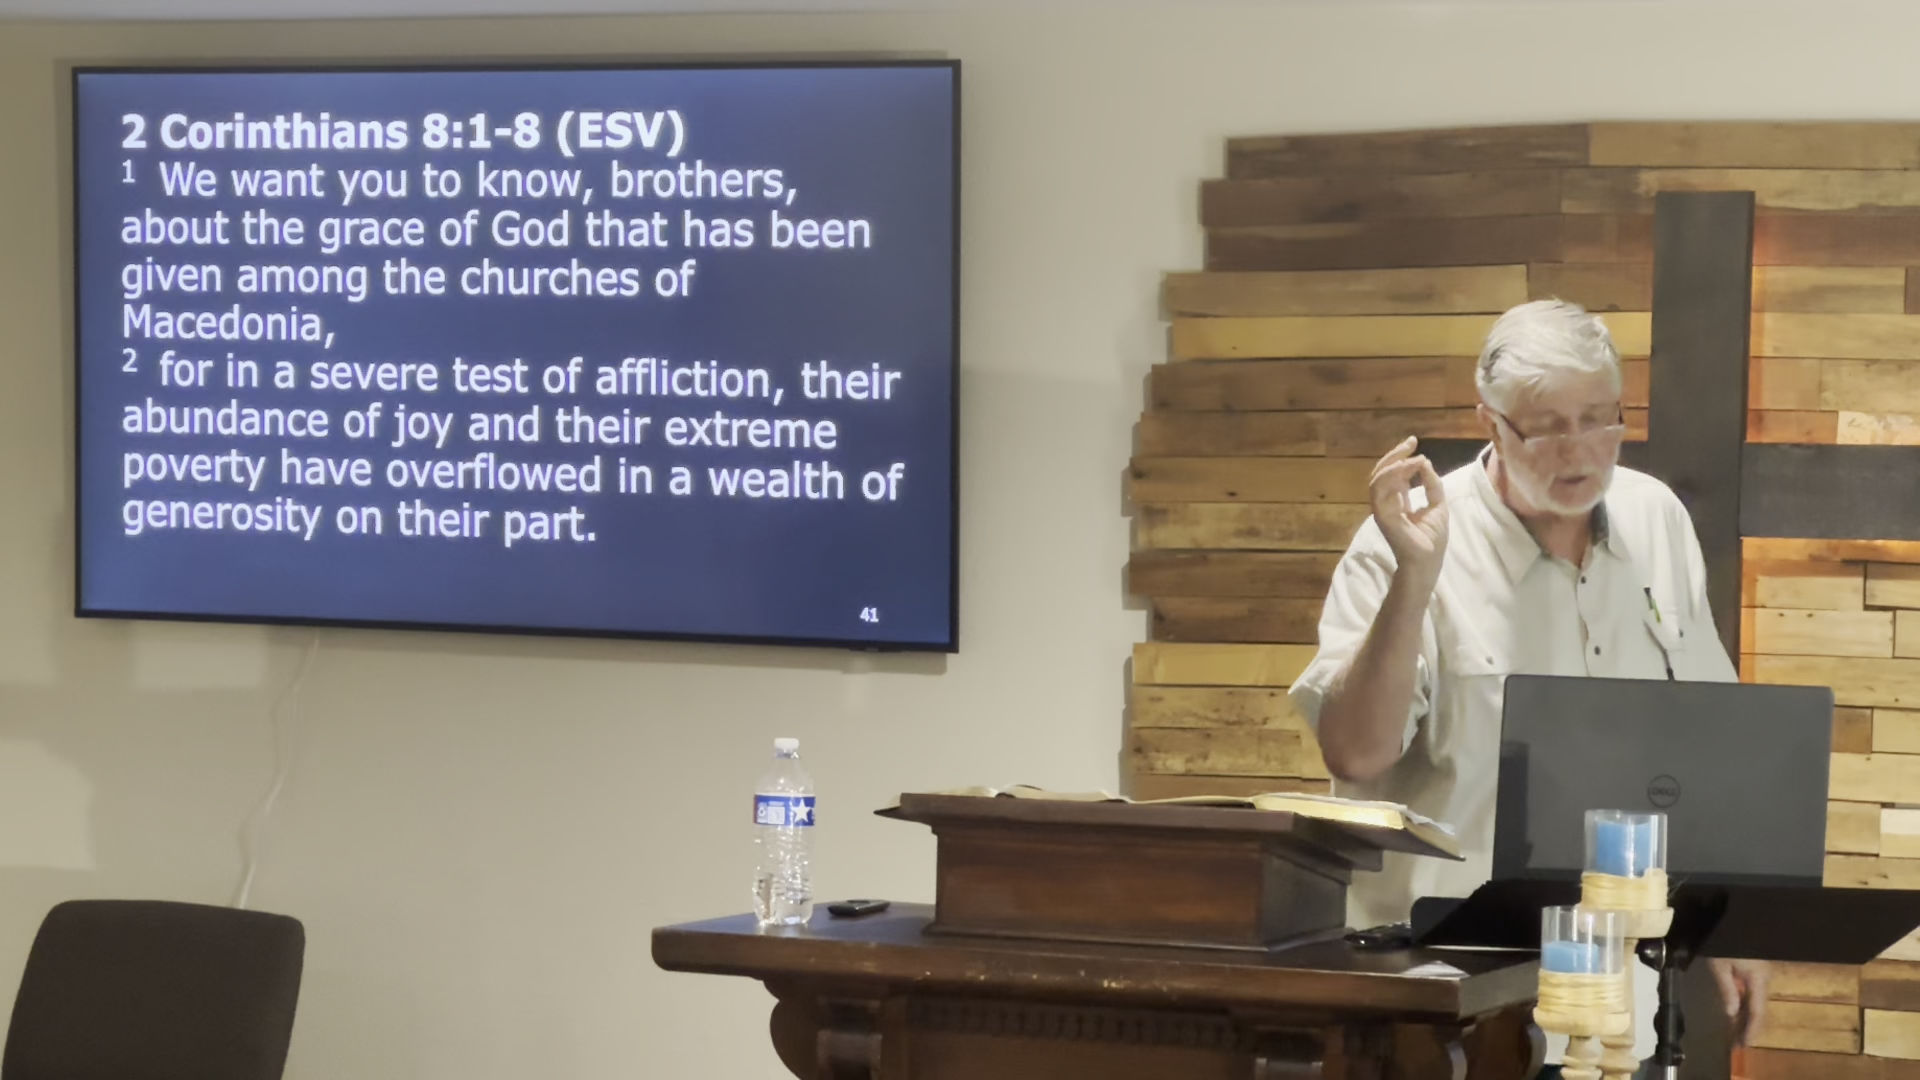 2 Corinthians 8:1-8 (ESV)
1 We want you to know, brothers,
about the grace of God that has been
given among the churches of
Macedonia,
2 for in a severe test of affliction, their
abundance of joy and their extreme
poverty have overflowed in a wealth of
generosity on their part.
41
DELL